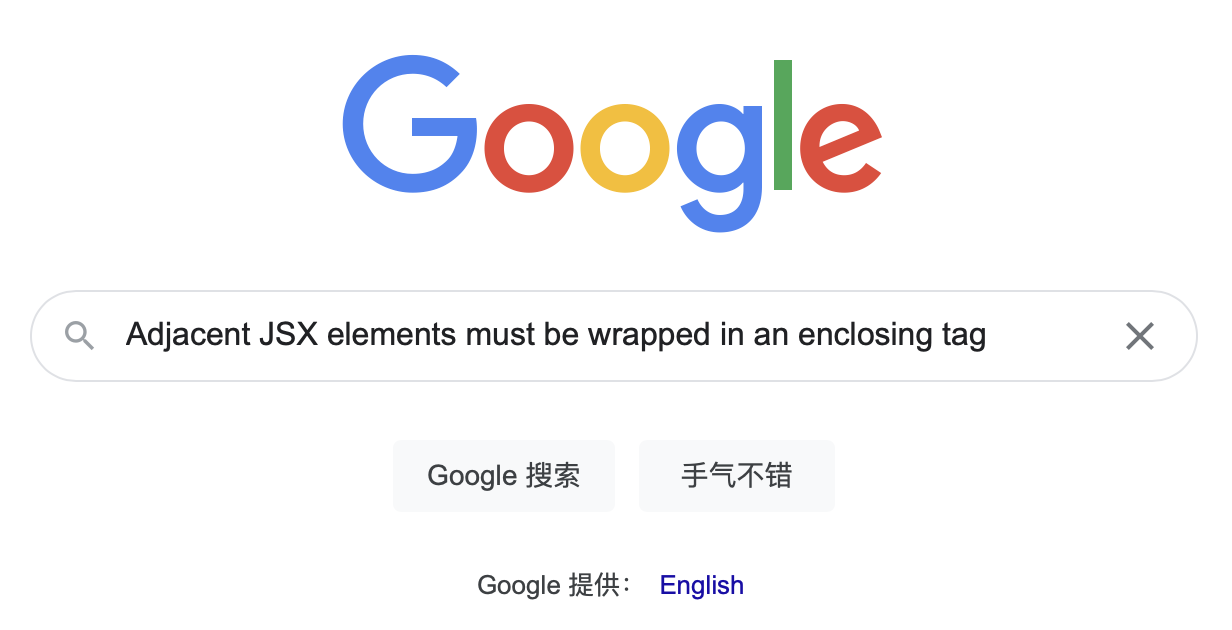 Google
Adjacent JSX elements must be wrapped in an enclosing tag
Google 搜索
手气不错
Google 提供： English